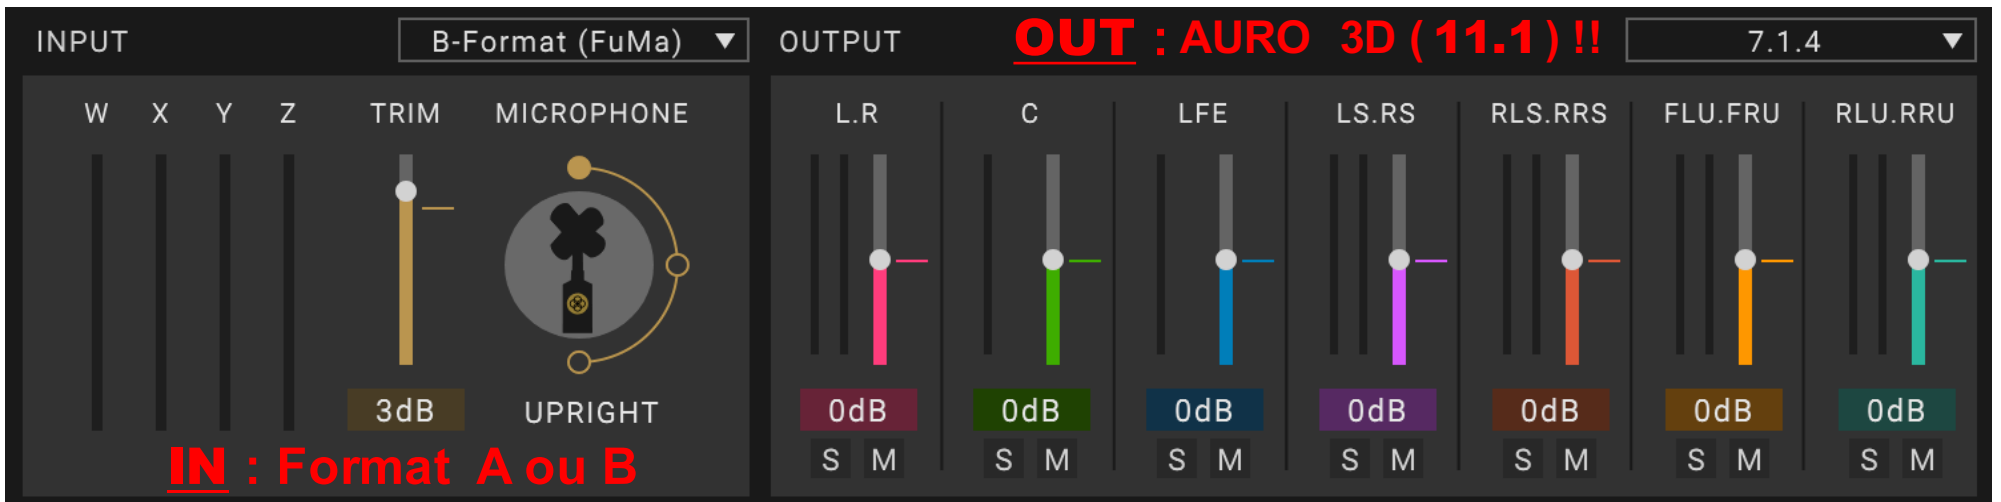 INPUT B-Format (FuMa) OUTPUT OUT : AURO 3D ( 11.1 ) !! 7.1.4
W X Y Z TRIM MICROPHONE L.R C LFE LS.RS RLS.RRS FLU.FRU RLU.RRU
3dB UPRIGHT 0dB 0dB 0dB 0dB 0dB 0dB 0dB
IN : Format A ou B S M S M S M S M S M S M S M